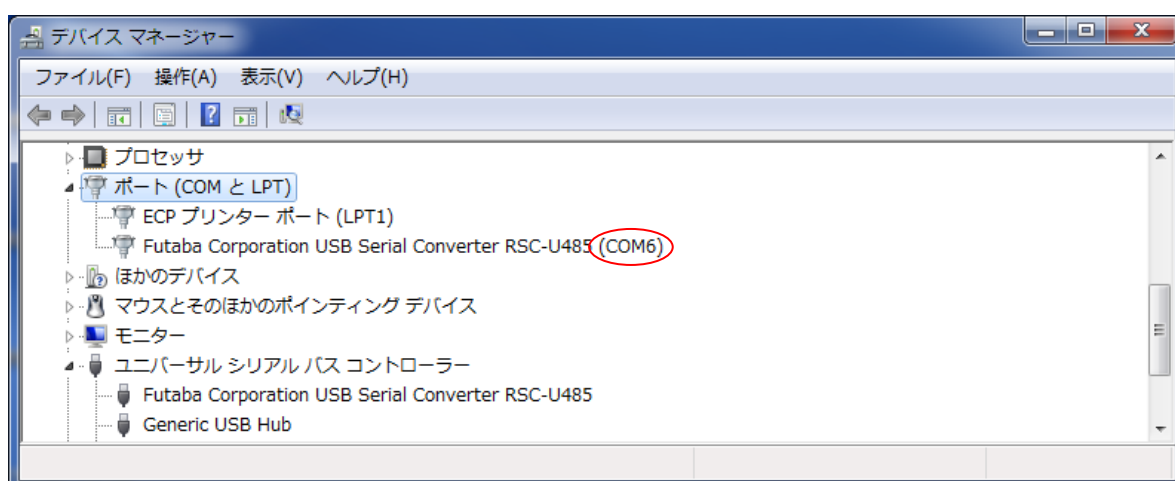 デバイス マネージャー
ファイル(F) 操作(A) 表示(V) ヘルプ(H)
プロセッサ
ポート (COM と LPT)
ECP プリンター ポート (LPT1)
Futaba Corporation USB Serial Converter RSC-U485 (COM6)
ほかのデバイス
マウスとそのほかのポインティング デバイス
モニター
ユニバーサル シリアル バス コントローラー
Futaba Corporation USB Serial Converter RSC-U485
Generic USB Hub